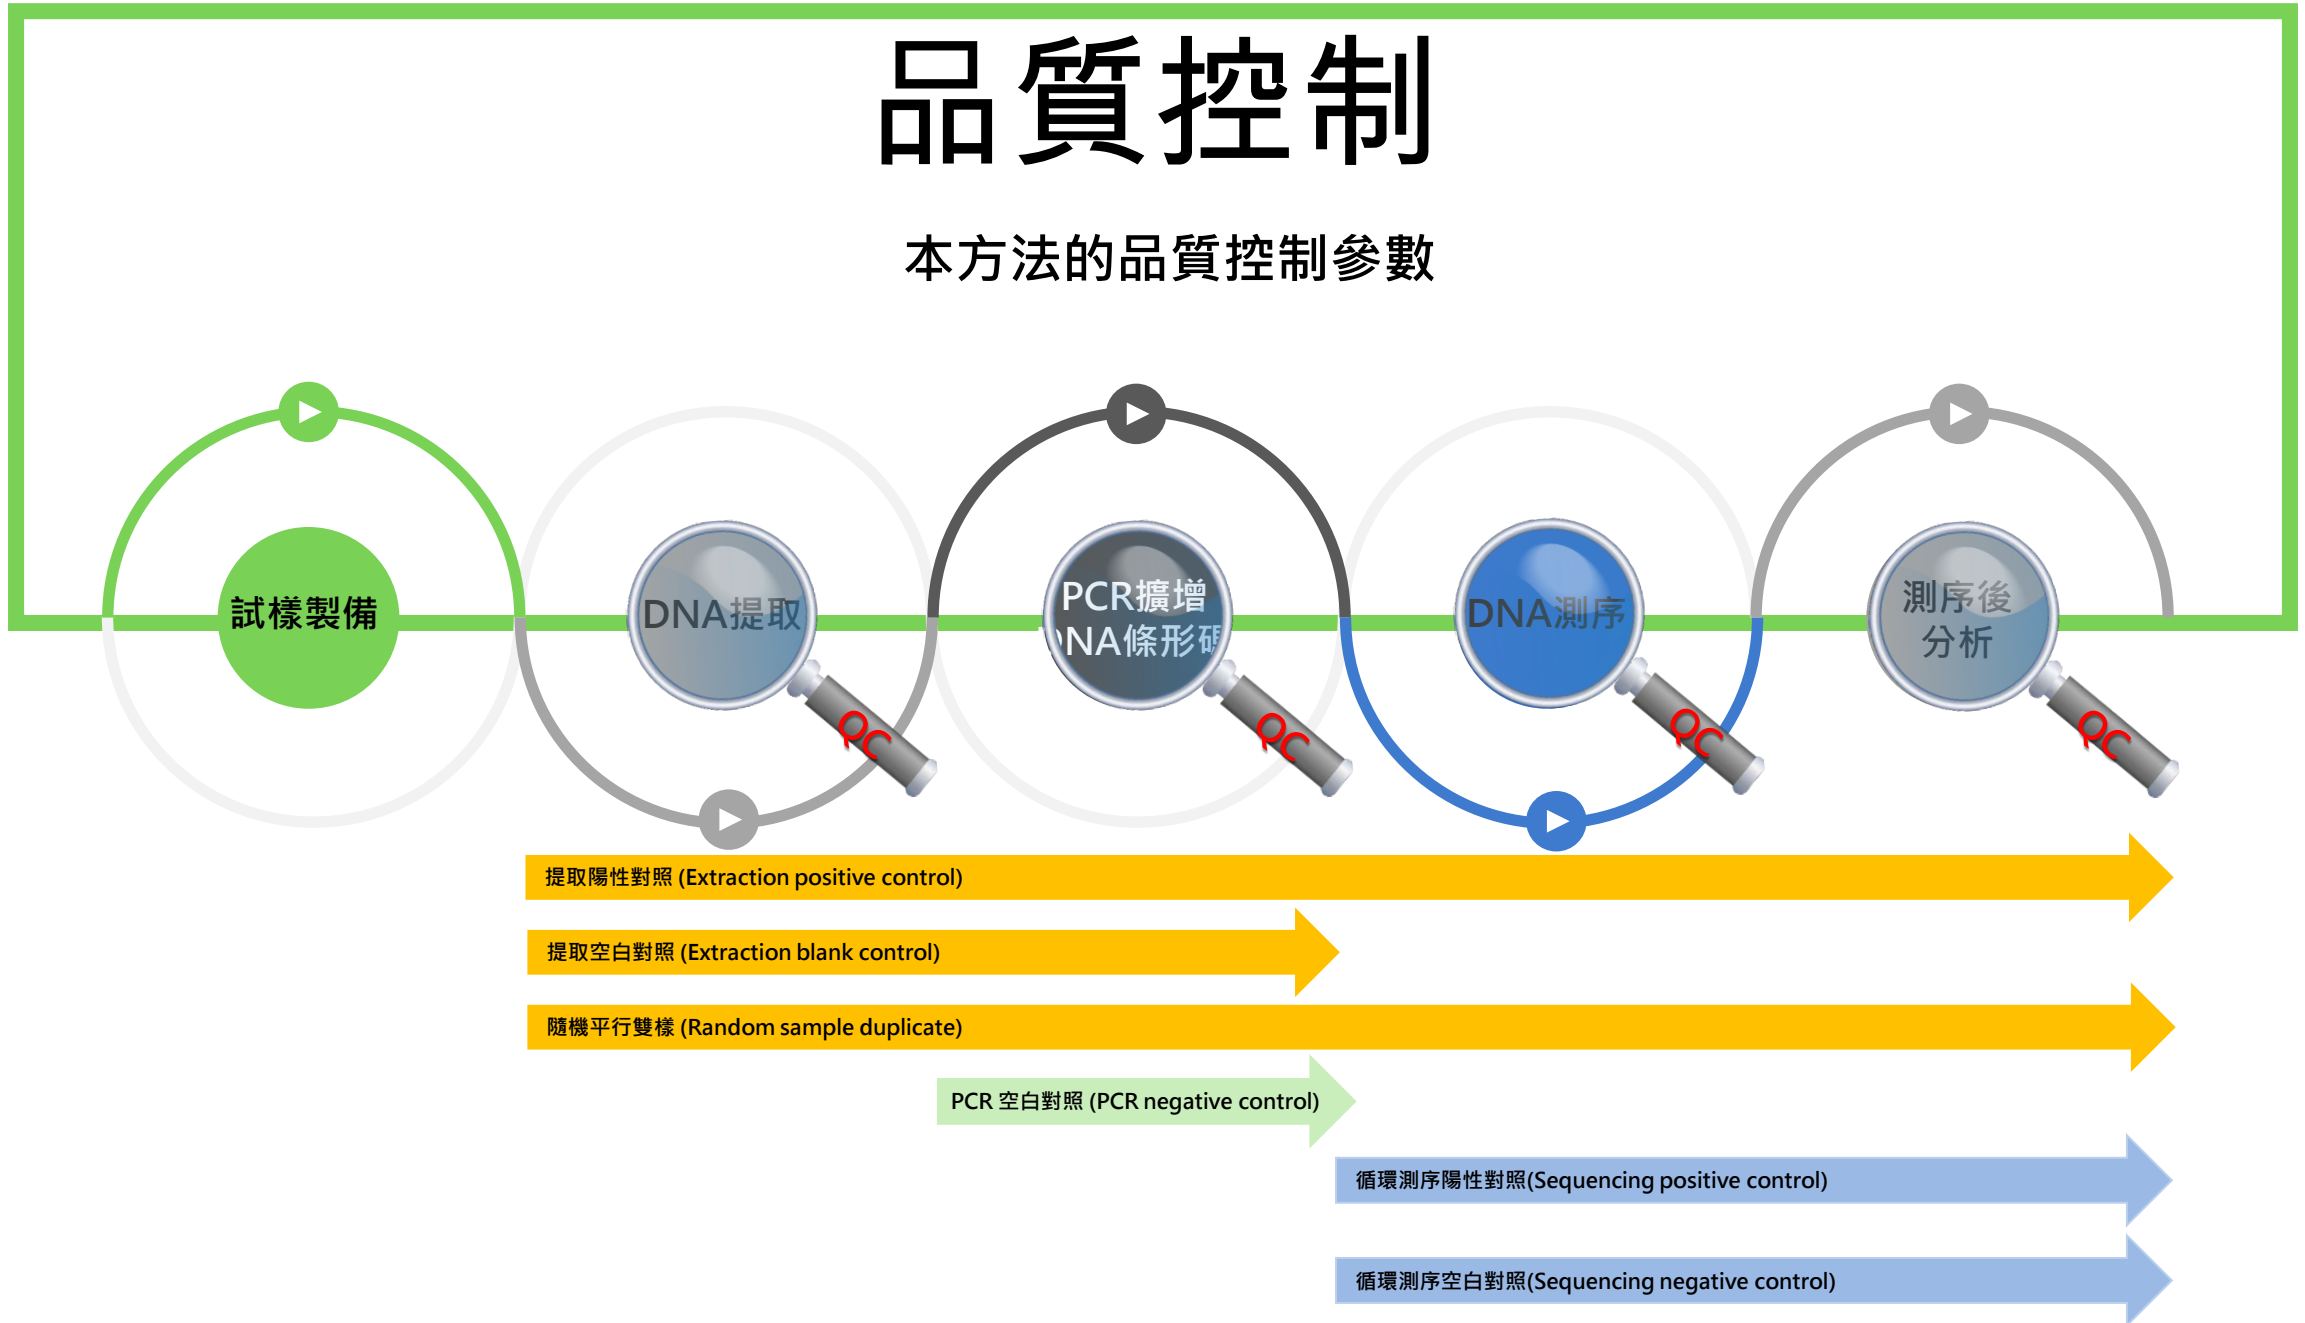 品質控制
本方法的品質控制參數
試樣製備
DNA提取
PCR擴增
DNA條形碼
DNA測序
測序後
分析
QC
QC
QC
QC
提取陽性對照 (Extraction positive control)
提取空白對照 (Extraction blank control)
隨機平行雙樣 (Random sample duplicate)
PCR 空白對照 (PCR negative control)
循環測序陽性對照(Sequencing positive control)
循環測序空白對照(Sequencing negative control)